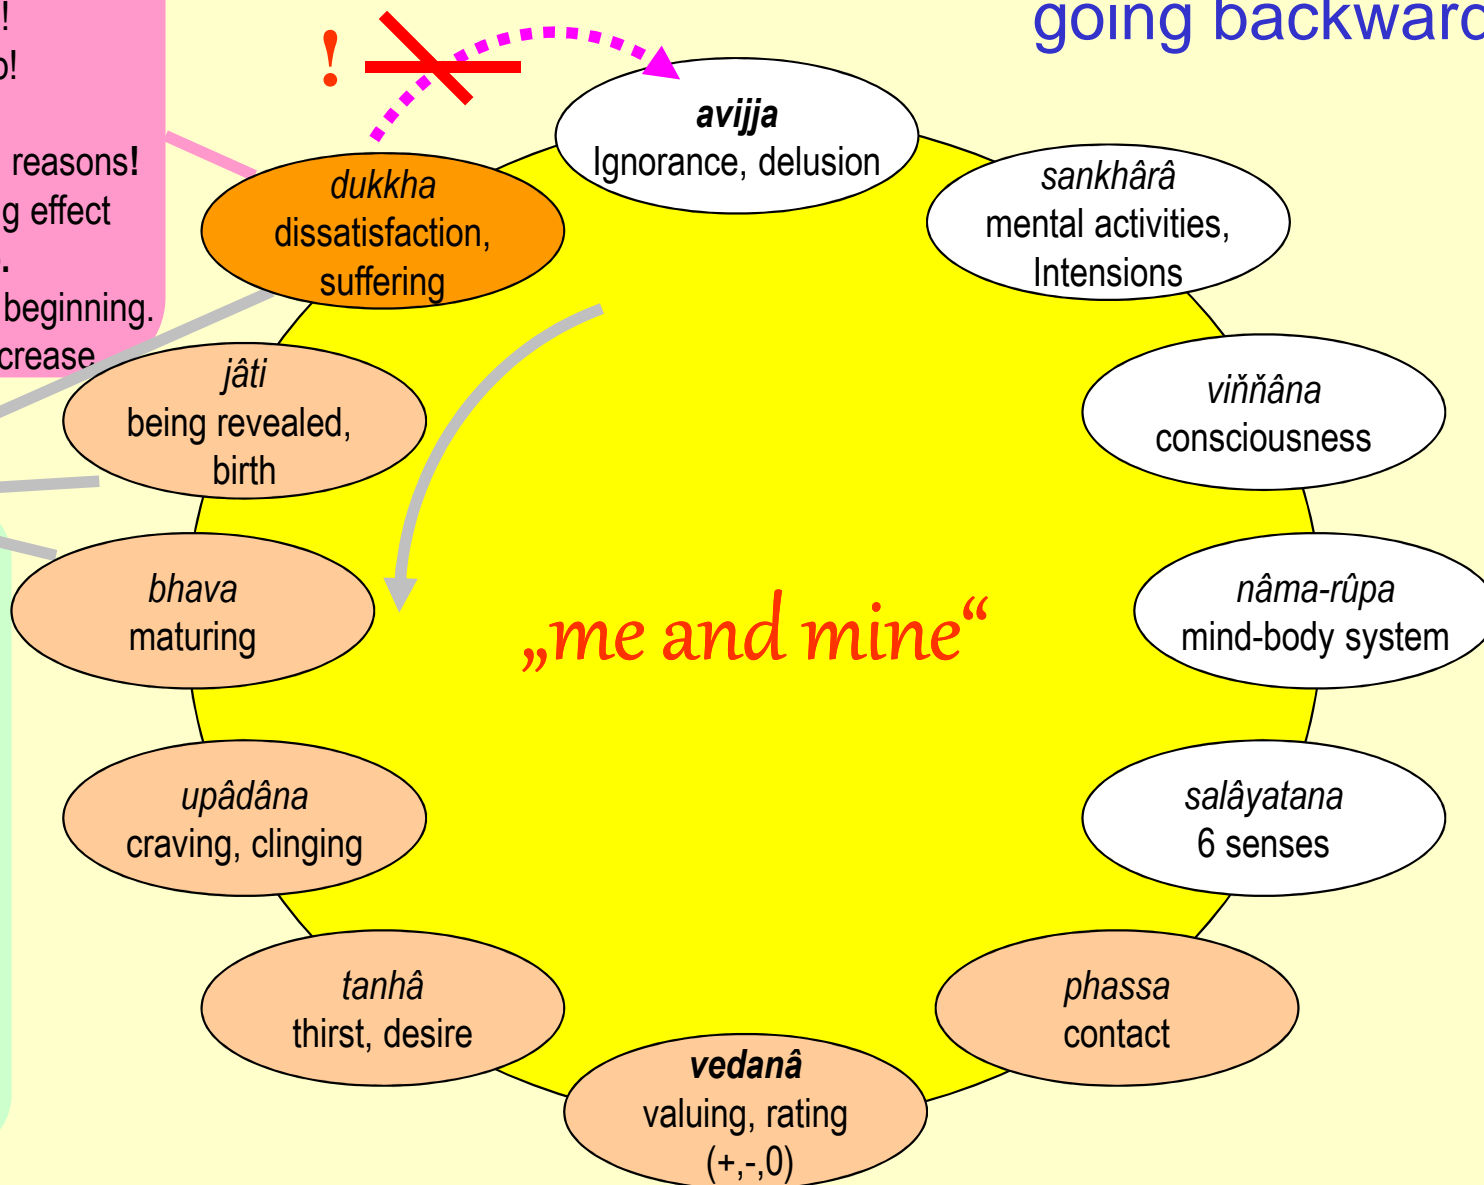 going backward
!
!
reasons!
g effect
beginning.
crease
avijja
Ignorance, delusion
sankhârâ
mental activities,
Intensions
viňňâna
consciousness
nâma-rûpa
mind-body system
salâyatana
6 senses
phassa
contact
vedanâ
valuing, rating
(+,-,0)
tanhâ
thirst, desire
upâdâna
craving, clinging
bhava
maturing
jâti
being revealed,
birth
dukkha
dissatisfaction,
suffering
„me and mine“